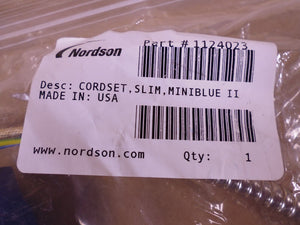 Nordson
Part # 1124023
Desc: CORDSET,SLIM,MINIBLUE II
MADE IN: USA
www.nordson.com
Qty: 1